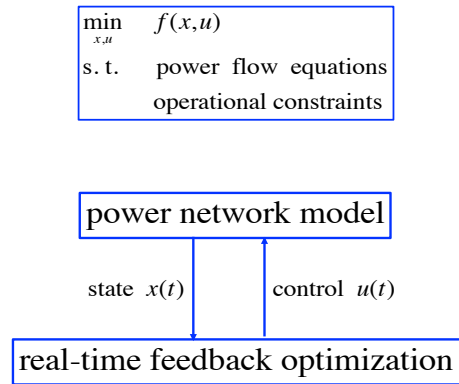 min f(x,u)
x,u
s.t. power flow equations
operational constraints
power network model
state x(t) control u(t)
real-time feedback optimization